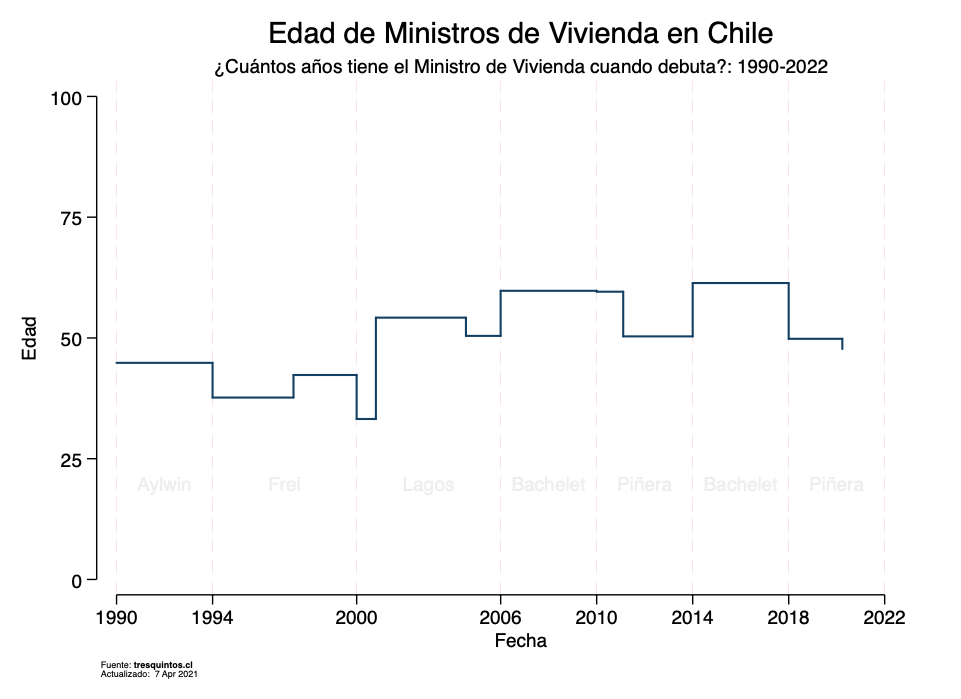 Edad de Ministros de Vivienda en Chile
¿Cuántos años tiene el Ministro de Vivienda cuando debuta?: 1990-2022
100
75
50
25
0
Edad
Aylwin Frei Lagos Bachelet Piñera Bachelet Piñera
1990 1994 2000 2006 2010 2014 2018 2022
Fecha
Fuente: tresquintos.cl
Actualizado: 7 Apr 2021